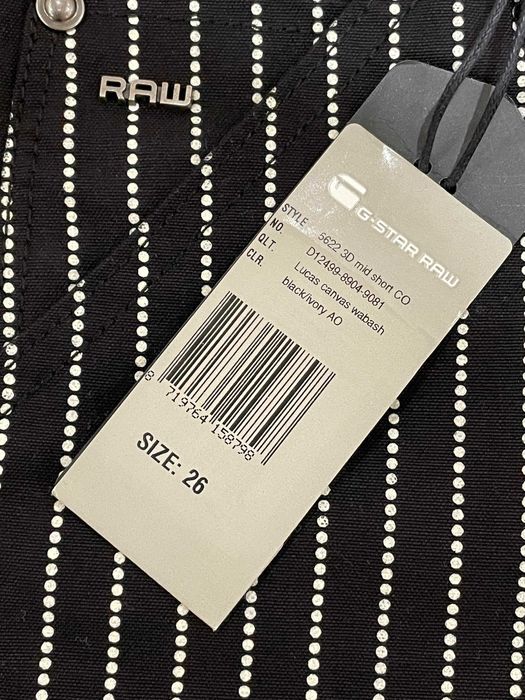 RAW
G-STAR RAW
STYLE 5622 3D mid short CO
NO. D12499-8904-9081
QLT. Lucas canvas wabash
CLR. black/ivory AO
8 719764 158798
SIZE: 26